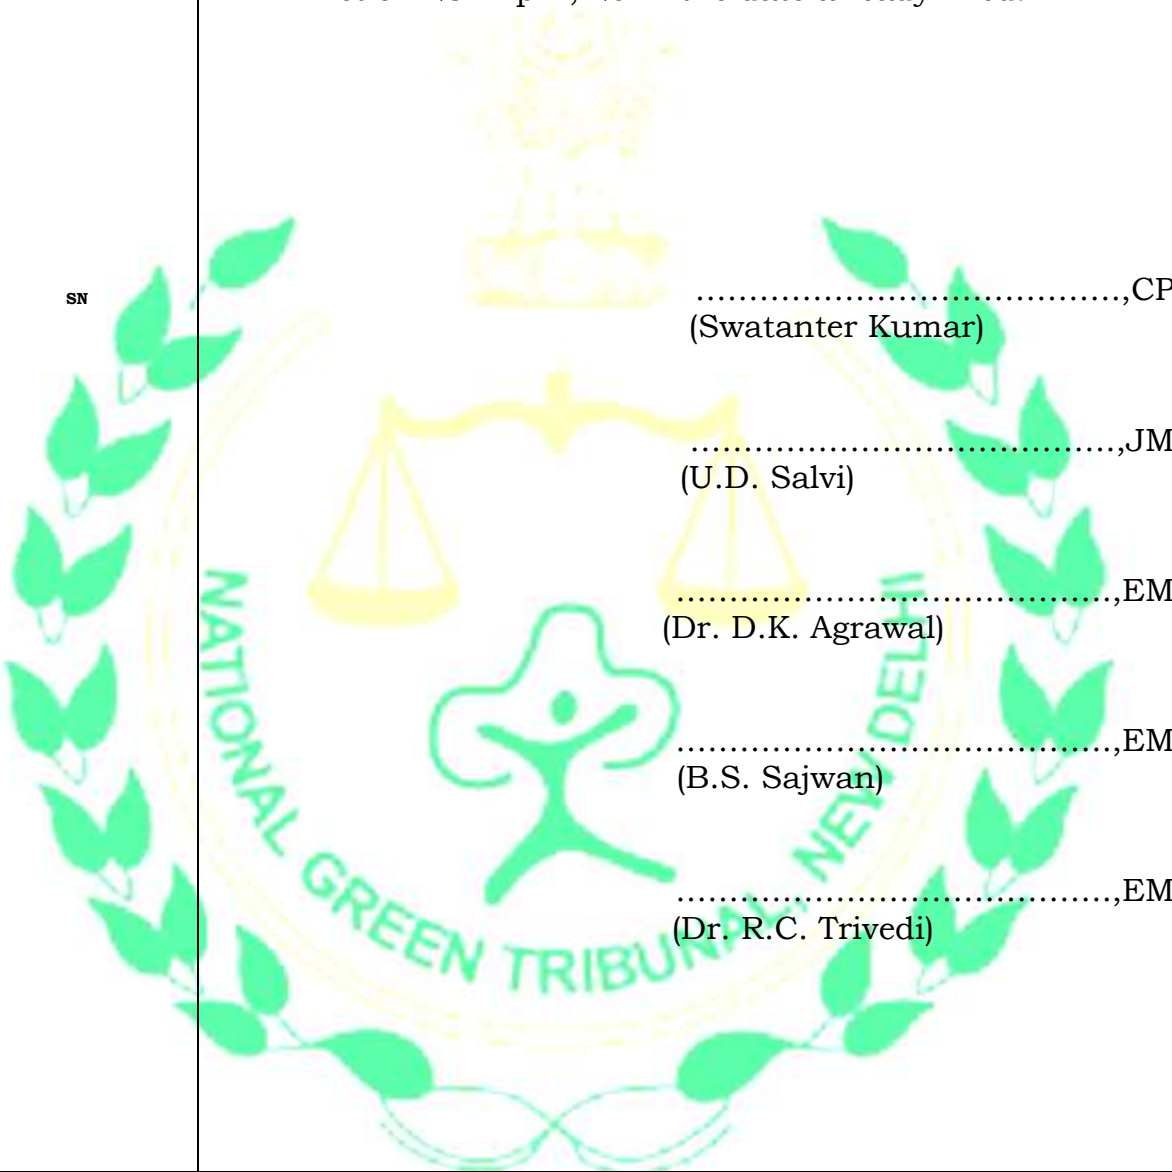 SN
.......................................,CP
(Swatanter Kumar)
.......................................,JM
(U.D. Salvi)
........................................,EM
(Dr. D.K. Agrawal)
........................................,EM
(B.S. Sajwan)
........................................,EM
(Dr. R.C. Trivedi)
NATIONAL GREEN TRIBUNAL, NEW DELHI